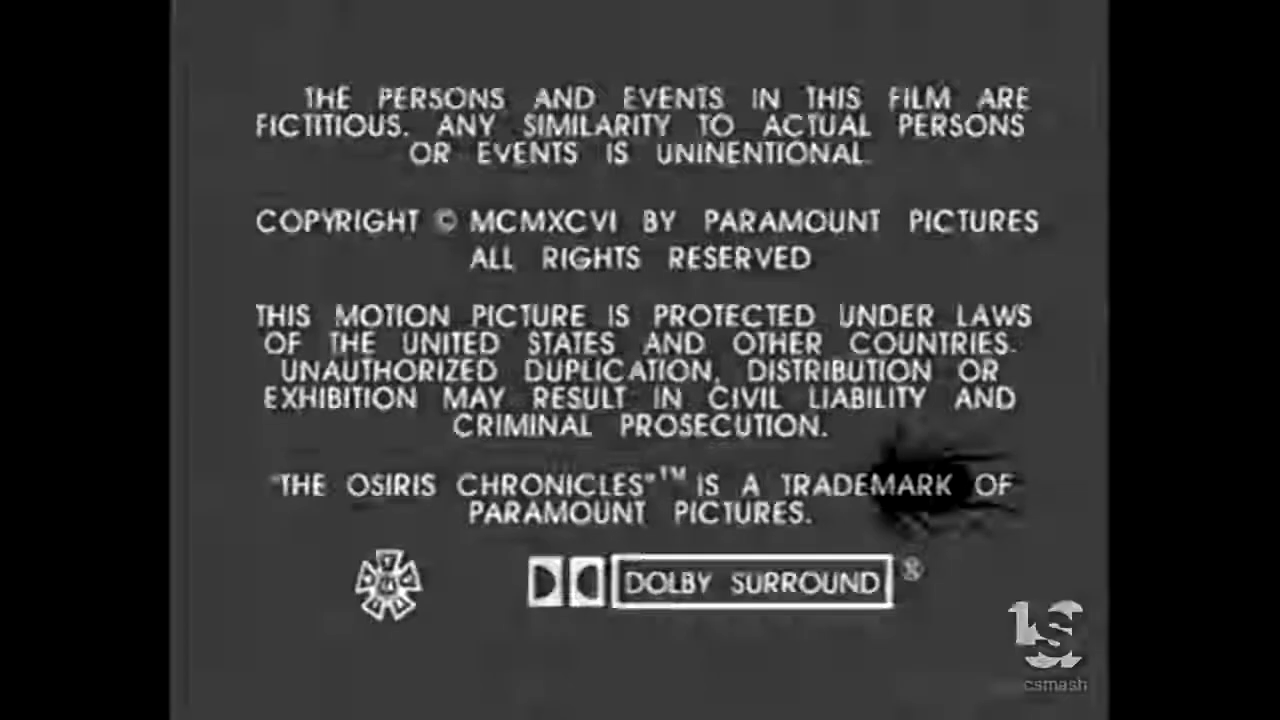 THE PERSONS AND EVENTS IN THIS FILM ARE
FICTITIOUS. ANY SIMILARITY TO ACTUAL PERSONS
OR EVENTS IS UNINENTIONAL.
COPYRIGHT © MCMXCVI BY PARAMOUNT PICTURES
ALL RIGHTS RESERVED
THIS MOTION PICTURE IS PROTECTED UNDER LAWS
OF THE UNITED STATES AND OTHER COUNTRIES.
UNAUTHORIZED DUPLICATION, DISTRIBUTION OR
EXHIBITION MAY RESULT IN CIVIL LIABILITY AND
CRIMINAL PROSECUTION.
"THE OSIRIS CHRONICLES"™ IS A TRADEMARK OF
PARAMOUNT PICTURES.
DOLBY SURROUND ®
1S
csmash